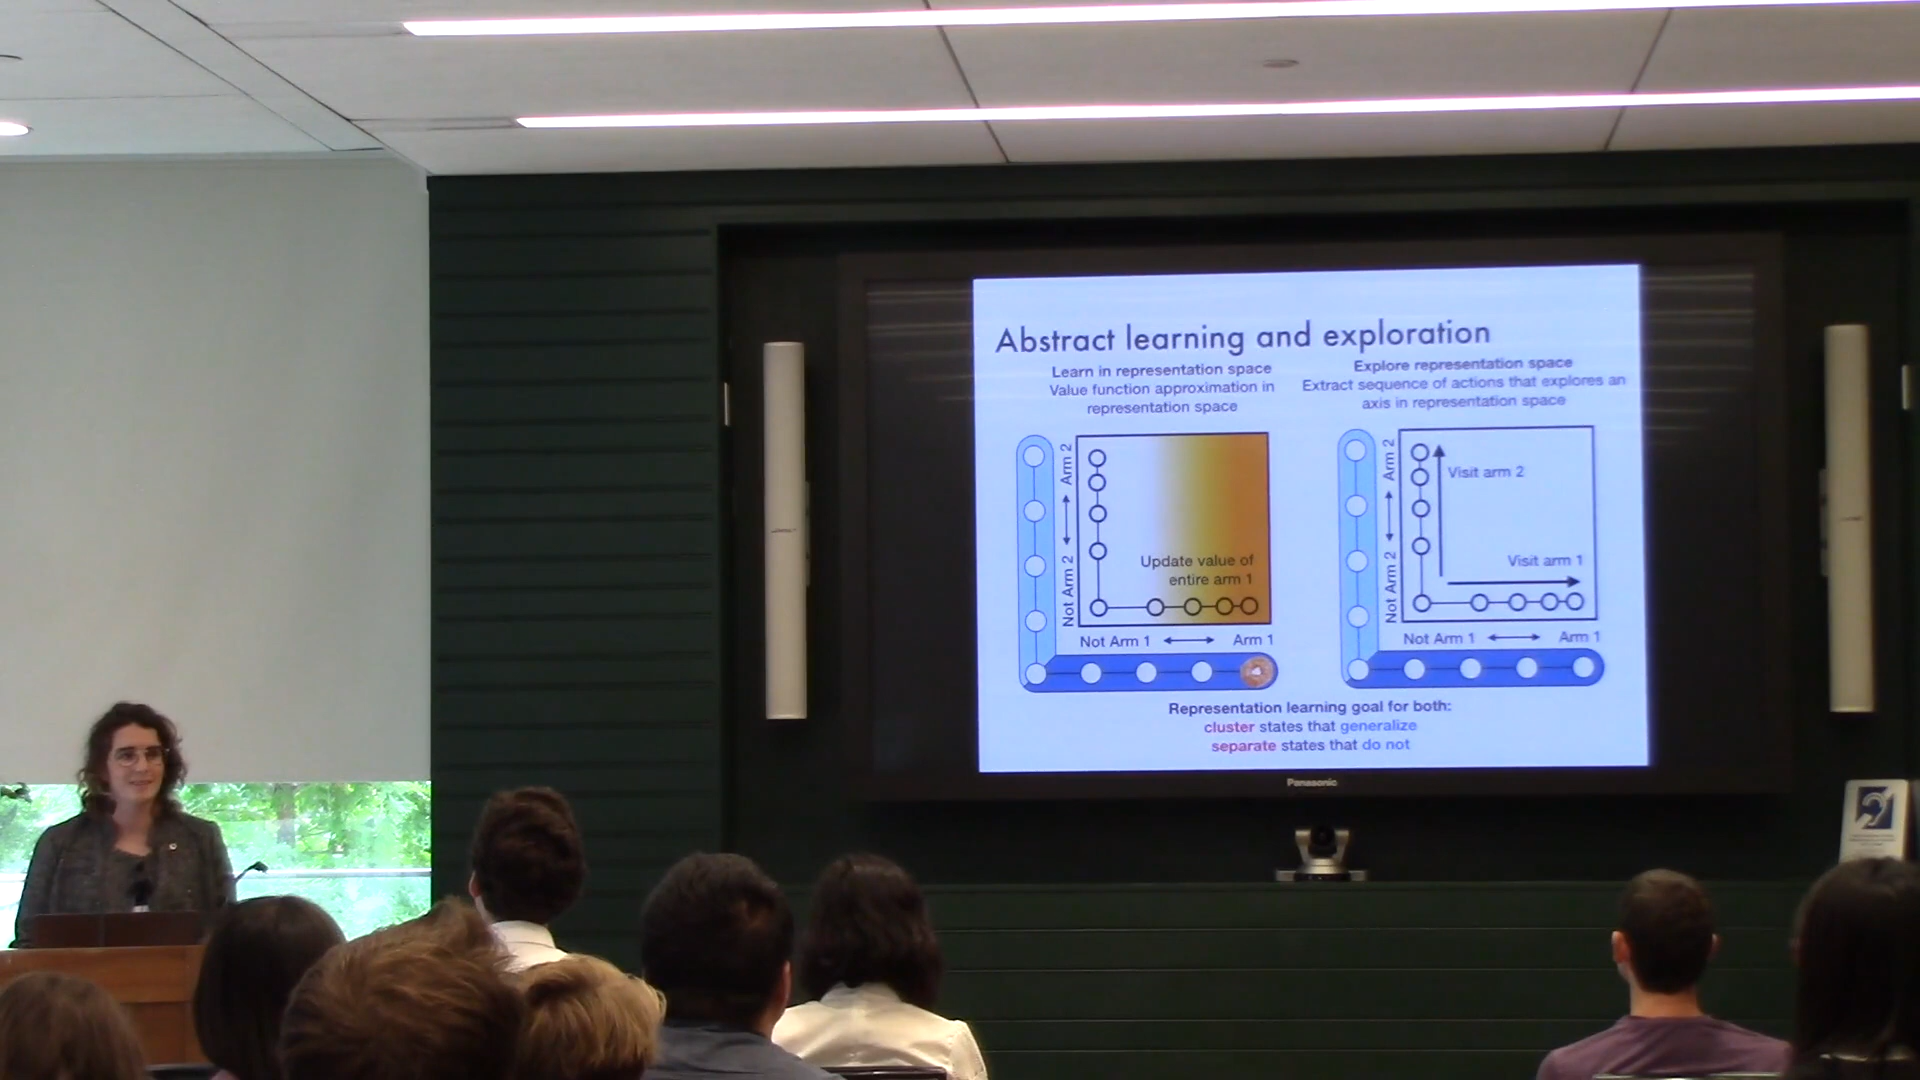 Abstract learning and exploration
Learn in representation space
Value function approximation in
representation space
Arm 2
Not Arm 2
Update value of
entire arm 1
Not Arm 1
Arm 1
Explore representation space
Extract sequence of actions that explores an
axis in representation space
Arm 2
Not Arm 2
Visit arm 2
Visit arm 1
Not Arm 1
Arm 1
Representation learning goal for both:
cluster states that generalize
separate states that do not
Panasonic